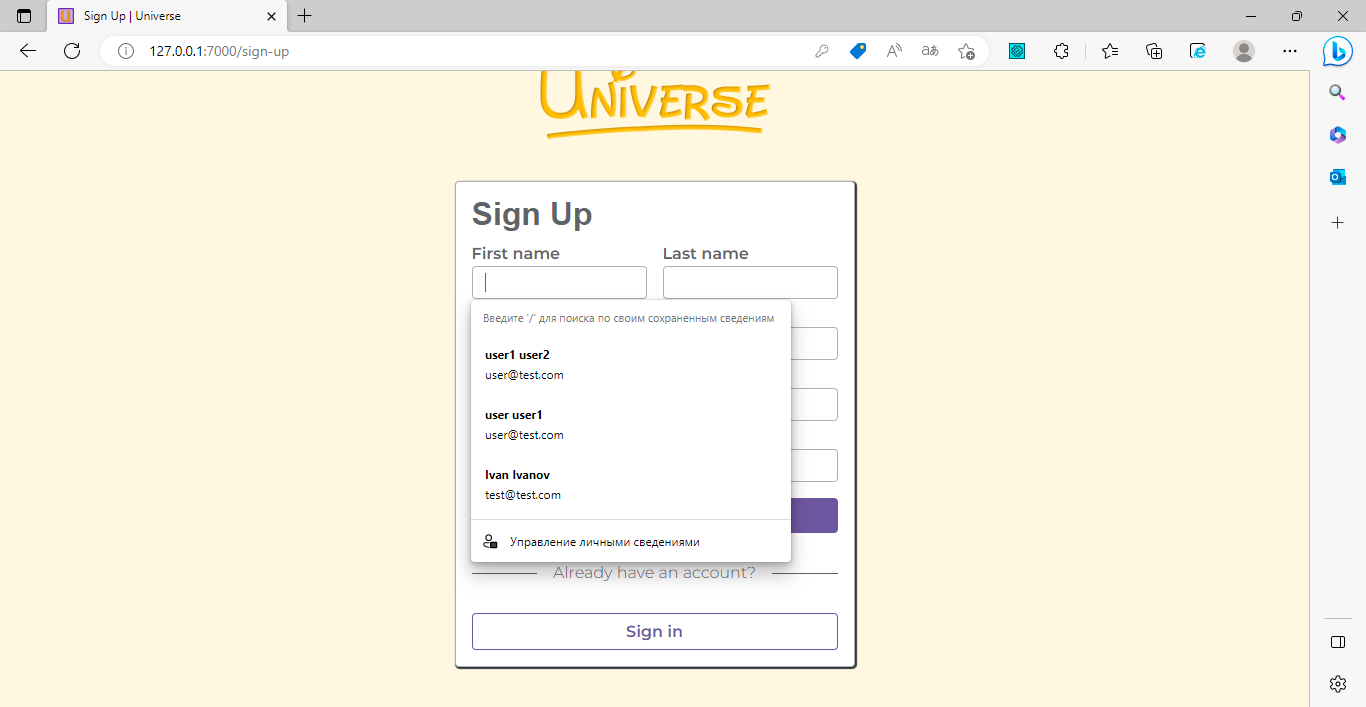 Sign Up | Universe
127.0.0.1:7000/sign-up
UNIVERSE
Sign Up
First name
Last name
Введите '/' для поиска по своим сохраненным сведениям
user1 user2
user@test.com
user user1
user@test.com
Ivan Ivanov
test@test.com
Управление личными сведениями
Already have an account?
Sign in